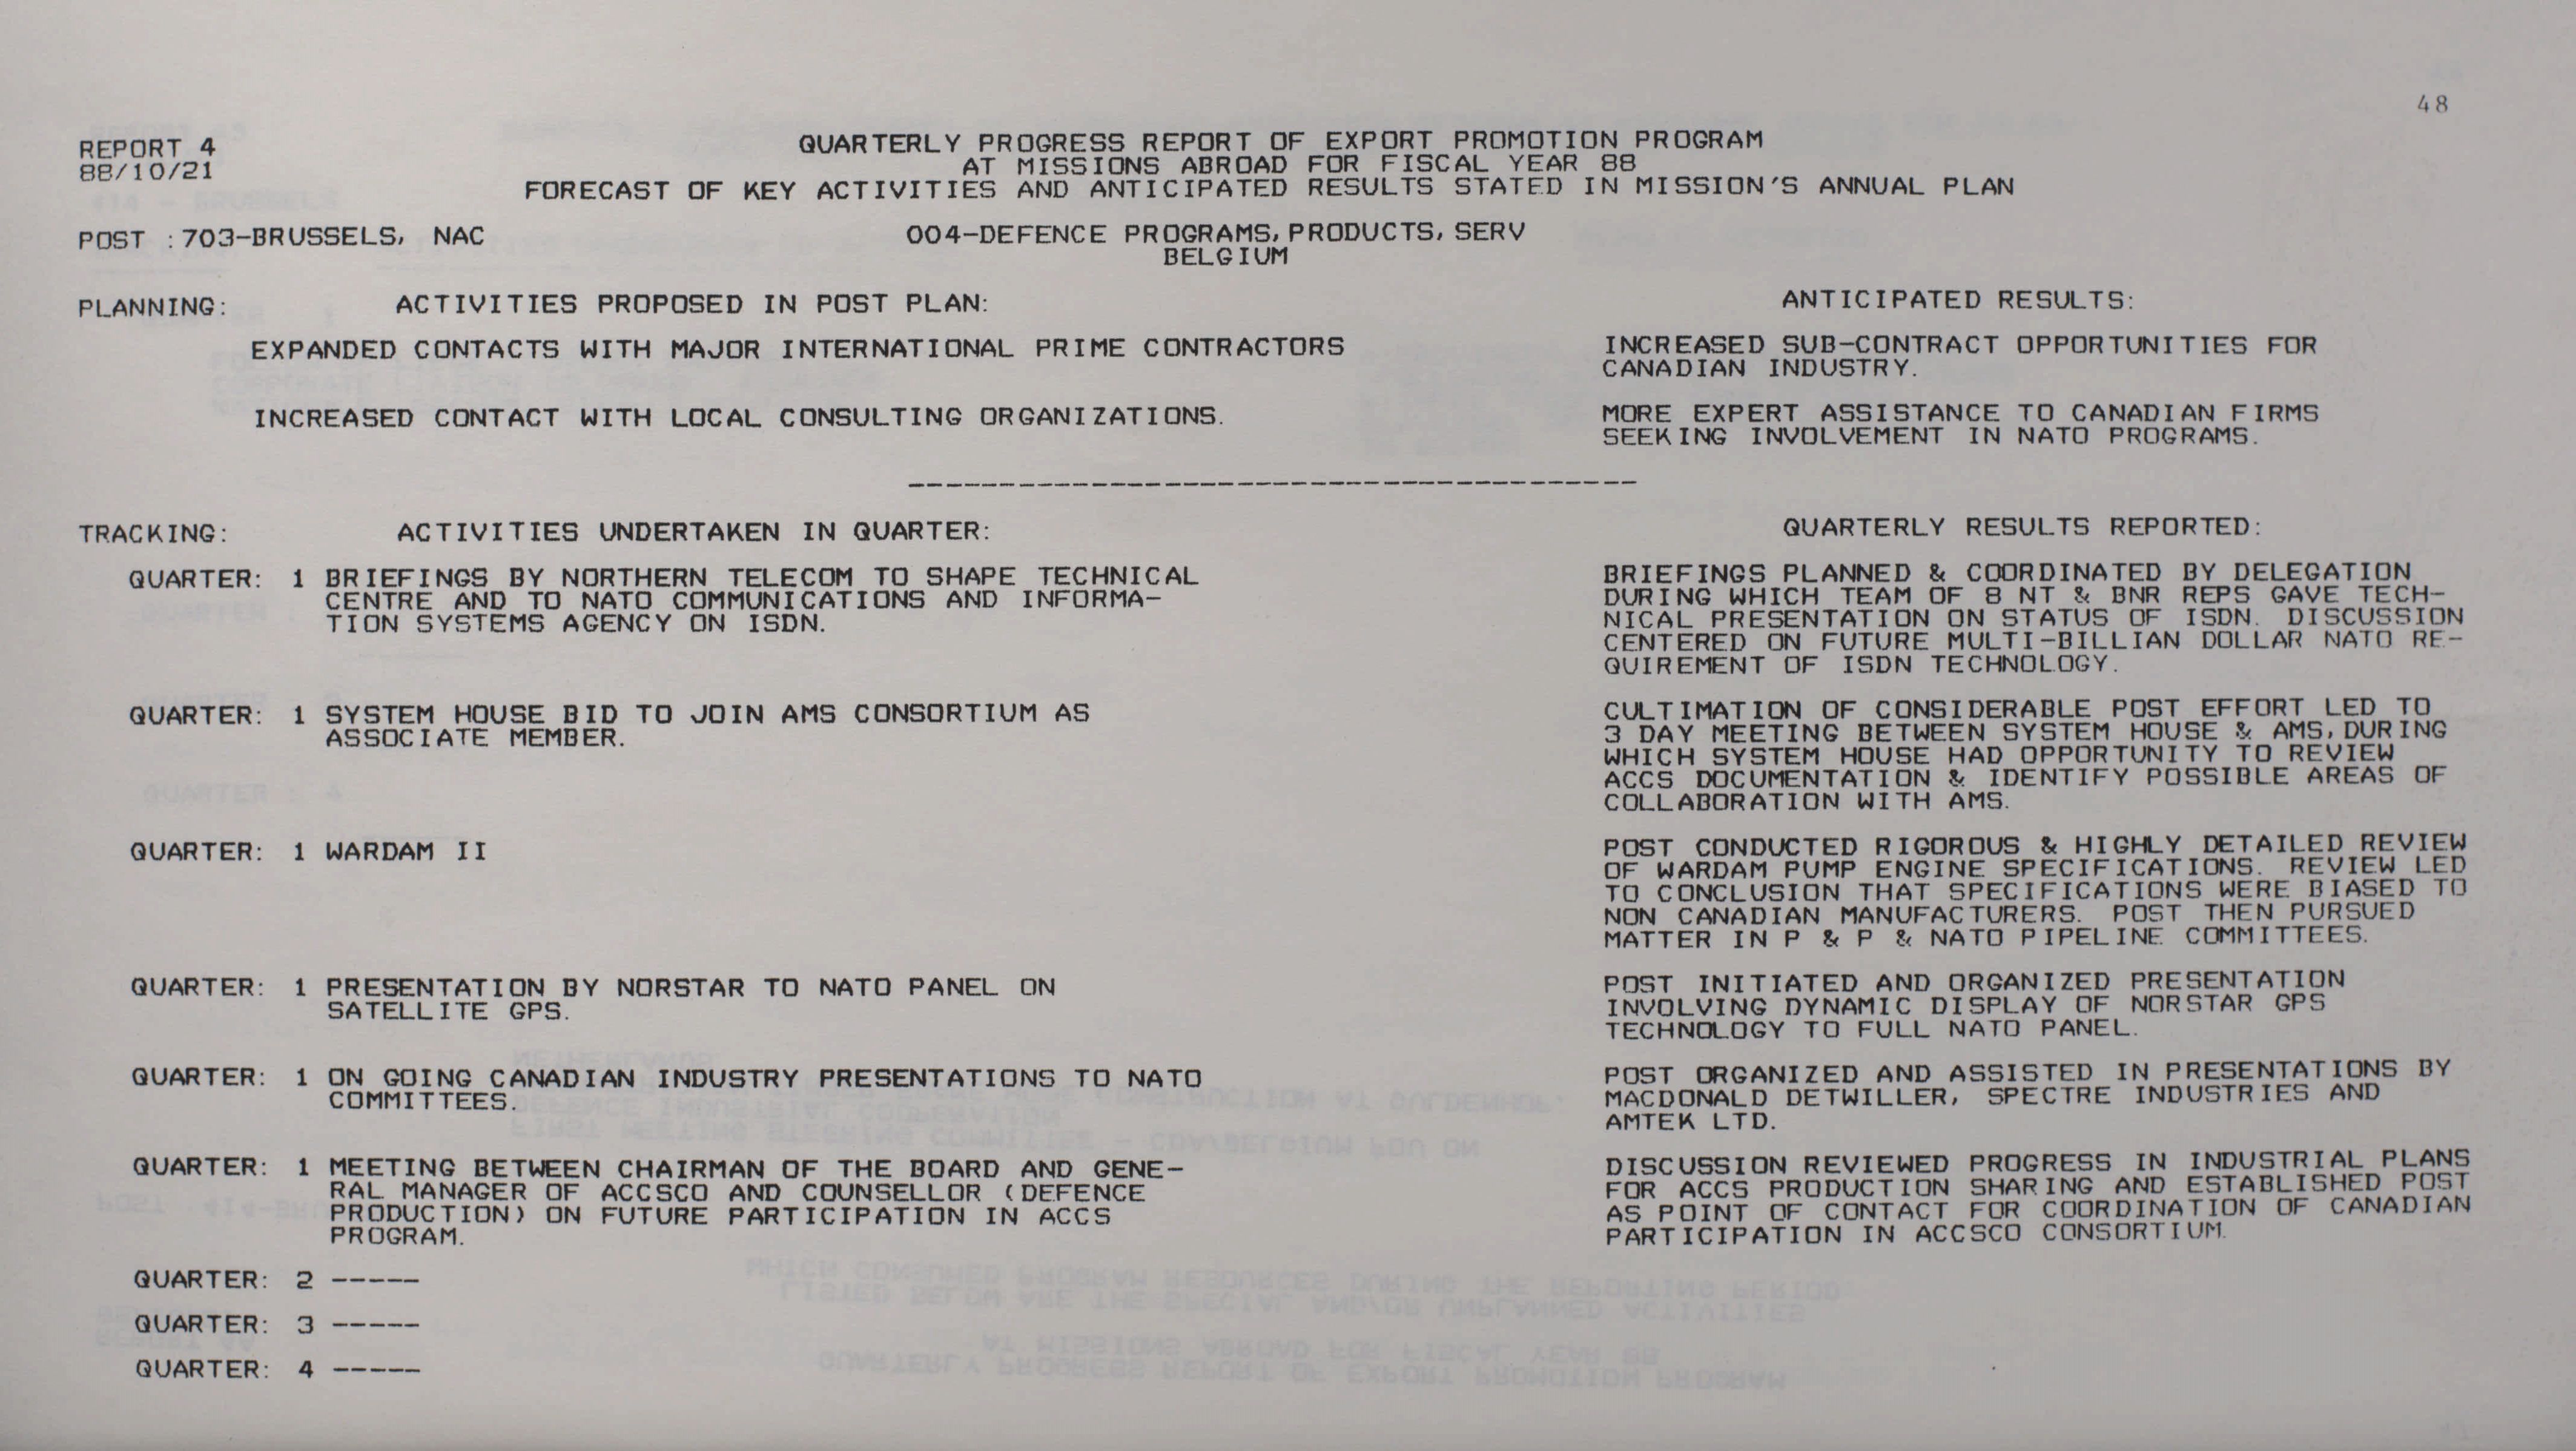 48
REPORT 4
88/10/21
QUARTERLY PROGRESS REPORT OF EXPORT PROMOTION PROGRAM
AT MISSIONS ABROAD FOR FISCAL YEAR 88
FORECAST OF KEY ACTIVITIES AND ANTICIPATED RESULTS STATED IN MISSION'S ANNUAL PLAN
POST :703-BRUSSELS, NAC
004-DEFENCE PROGRAMS,PRODUCTS, SERV
BELGIUM
PLANNING:
ACTIVITIES PROPOSED IN POST PLAN:
ANTICIPATED RESULTS:
EXPANDED CONTACTS WITH MAJOR INTERNATIONAL PRIME CONTRACTORS
INCREASED SUB-CONTRACT OPPORTUNITIES FOR
CANADIAN INDUSTRY.
INCREASED CONTACT WITH LOCAL CONSULTING ORGANIZATIONS.
MORE EXPERT ASSISTANCE TO CANADIAN FIRMS
SEEKING INVOLVEMENT IN NATO PROGRAMS.
----------------------------------------
TRACKING:
ACTIVITIES UNDERTAKEN IN QUARTER:
QUARTERLY RESULTS REPORTED:
QUARTER: 1 BRIEFINGS BY NORTHERN TELECOM TO SHAPE TECHNICAL
CENTRE AND TO NATO COMMUNICATIONS AND INFORMA-
TION SYSTEMS AGENCY ON ISDN.
BRIEFINGS PLANNED & COORDINATED BY DELEGATION
DURING WHICH TEAM OF 8 NT & BNR REPS GAVE TECH-
NICAL PRESENTATION ON STATUS OF ISDN. DISCUSSION
CENTERED ON FUTURE MULTI-BILLIAN DOLLAR NATO RE-
QUIREMENT OF ISDN TECHNOLOGY.
QUARTER: 1 SYSTEM HOUSE BID TO JOIN AMS CONSORTIUM AS
ASSOCIATE MEMBER.
CULTIMATION OF CONSIDERABLE POST EFFORT LED TO
3 DAY MEETING BETWEEN SYSTEM HOUSE & AMS,DURING
WHICH SYSTEM HOUSE HAD OPPORTUNITY TO REVIEW
ACCS DOCUMENTATION & IDENTIFY POSSIBLE AREAS OF
COLLABORATION WITH AMS.
QUARTER: 1 WARDAM II
POST CONDUCTED RIGOROUS & HIGHLY DETAILED REVIEW
OF WARDAM PUMP ENGINE SPECIFICATIONS. REVIEW LED
TO CONCLUSION THAT SPECIFICATIONS WERE BIASED TO
NON CANADIAN MANUFACTURERS. POST THEN PURSUED
MATTER IN P & P & NATO PIPELINE COMMITTEES.
QUARTER: 1 PRESENTATION BY NORSTAR TO NATO PANEL ON
SATELLITE GPS.
POST INITIATED AND ORGANIZED PRESENTATION
INVOLVING DYNAMIC DISPLAY OF NORSTAR GPS
TECHNOLOGY TO FULL NATO PANEL.
QUARTER: 1 ON GOING CANADIAN INDUSTRY PRESENTATIONS TO NATO
COMMITTEES.
POST ORGANIZED AND ASSISTED IN PRESENTATIONS BY
MACDONALD DETWILLER, SPECTRE INDUSTRIES AND
AMTEK LTD.
QUARTER: 1 MEETING BETWEEN CHAIRMAN OF THE BOARD AND GENE-
RAL MANAGER OF ACCSCO AND COUNSELLOR (DEFENCE
PRODUCTION) ON FUTURE PARTICIPATION IN ACCS
PROGRAM.
DISCUSSION REVIEWED PROGRESS IN INDUSTRIAL PLANS
FOR ACCS PRODUCTION SHARING AND ESTABLISHED POST
AS POINT OF CONTACT FOR COORDINATION OF CANADIAN
PARTICIPATION IN ACCSCO CONSORTIUM.
QUARTER: 2 -----
QUARTER: 3 -----
QUARTER: 4 -----